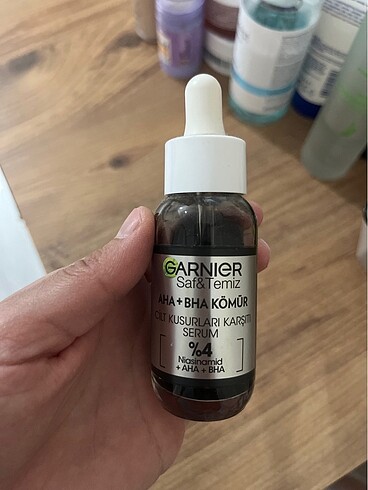 GARNIER
Saf&Temiz
AHA+BHA KÖMÜR
CİLT KUSURLARI KARŞITI
SERUM
%4
Niasinamid
+ AHA + BHA